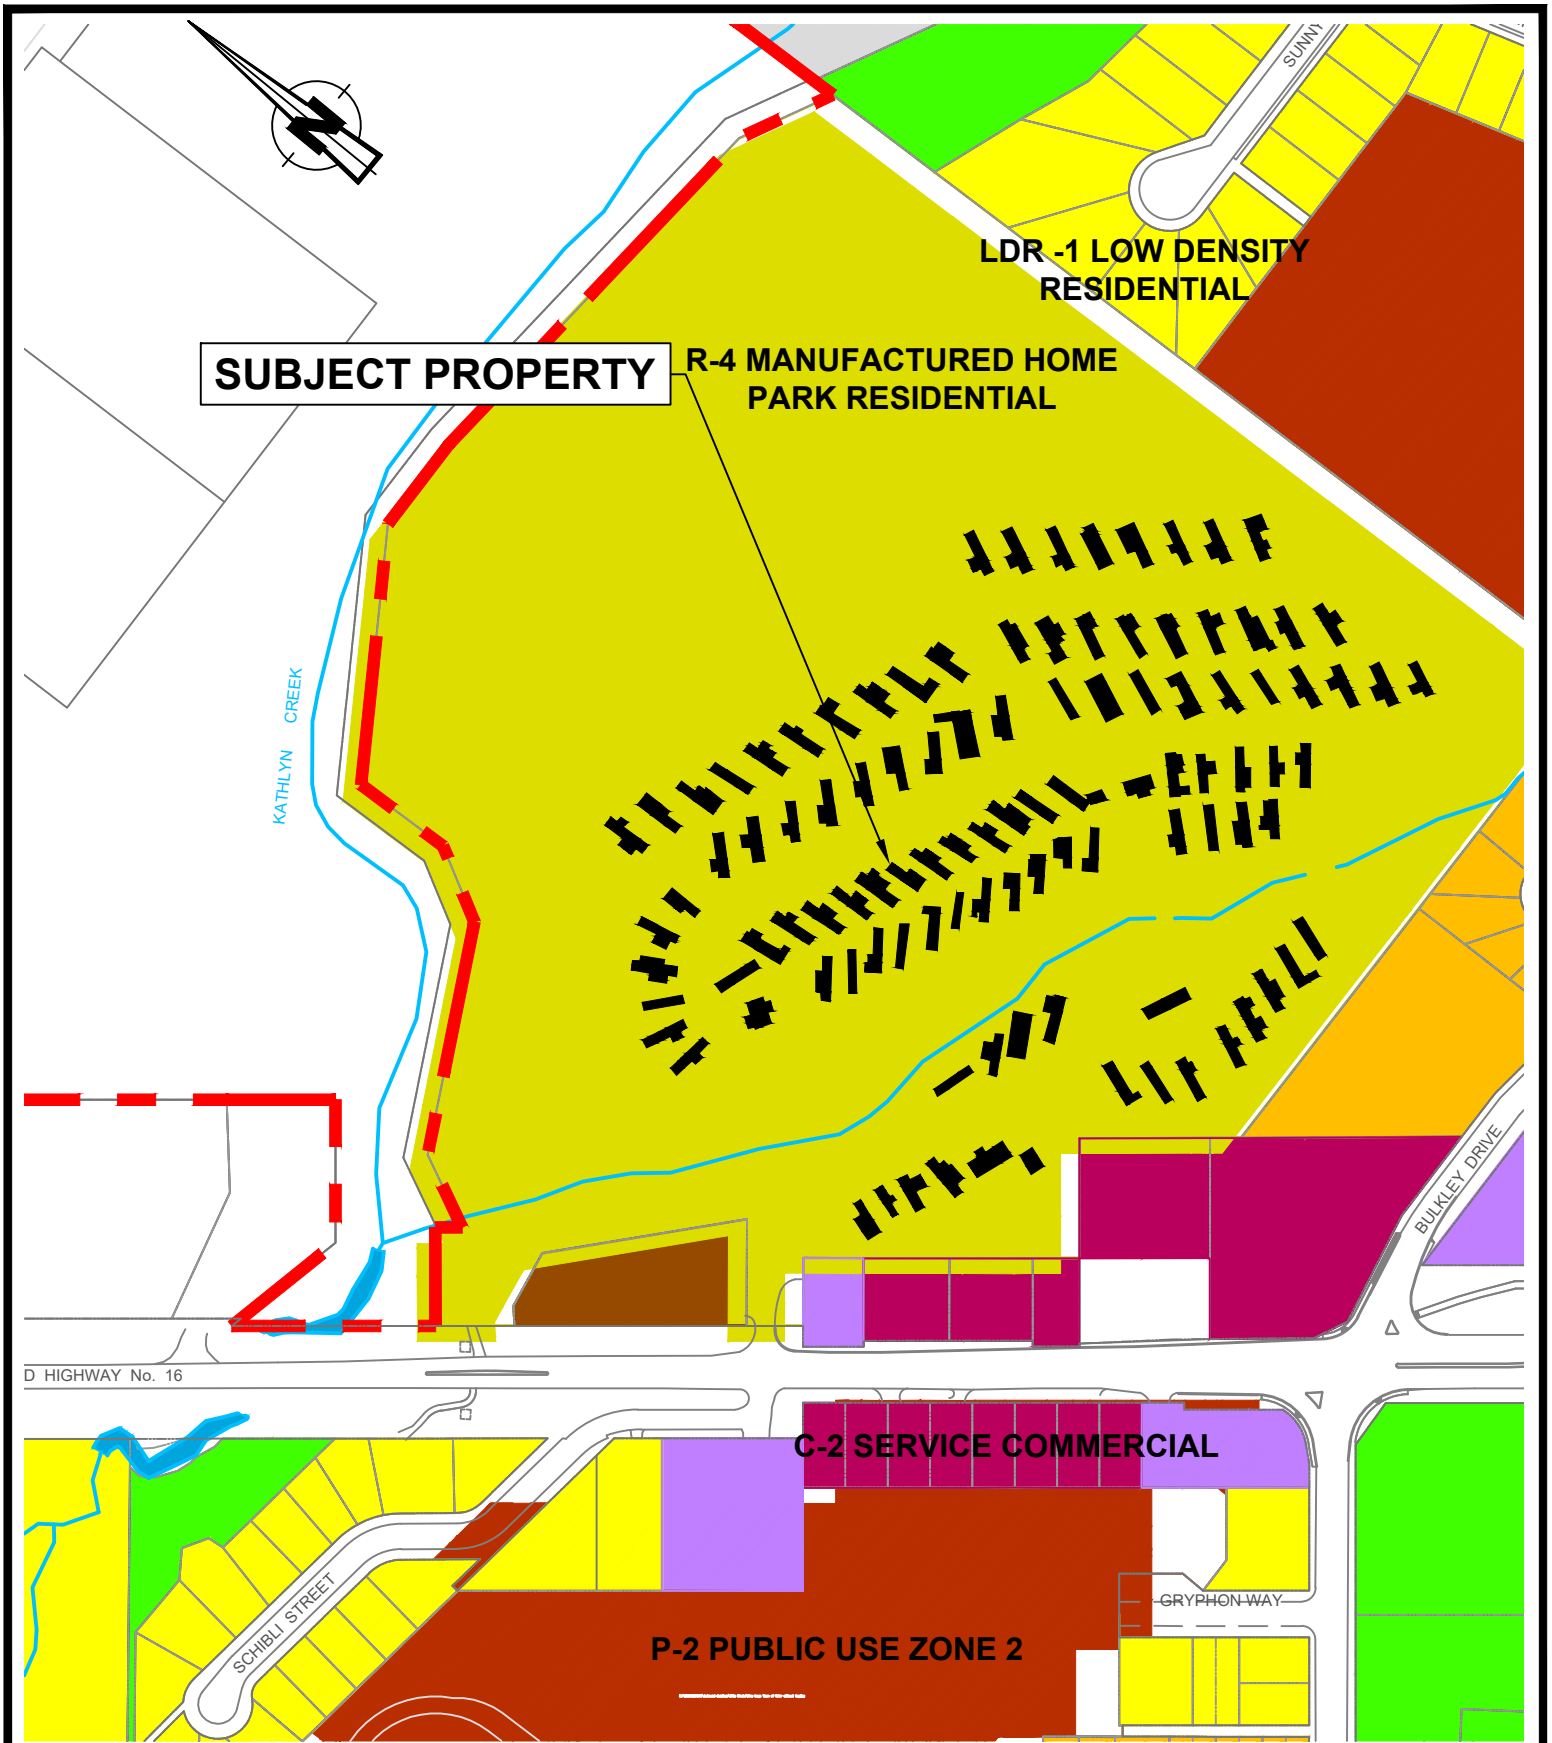 SUNNY
N
LDR -1 LOW DENSITY
RESIDENTIAL
SUBJECT PROPERTY
R-4 MANUFACTURED HOME
PARK RESIDENTIAL
KATHLYN CREEK
BULKLEY DRIVE
D HIGHWAY No. 16
C-2 SERVICE COMMERCIAL
SCHIBLI STREET
GRYPHON WAY
P-2 PUBLIC USE ZONE 2